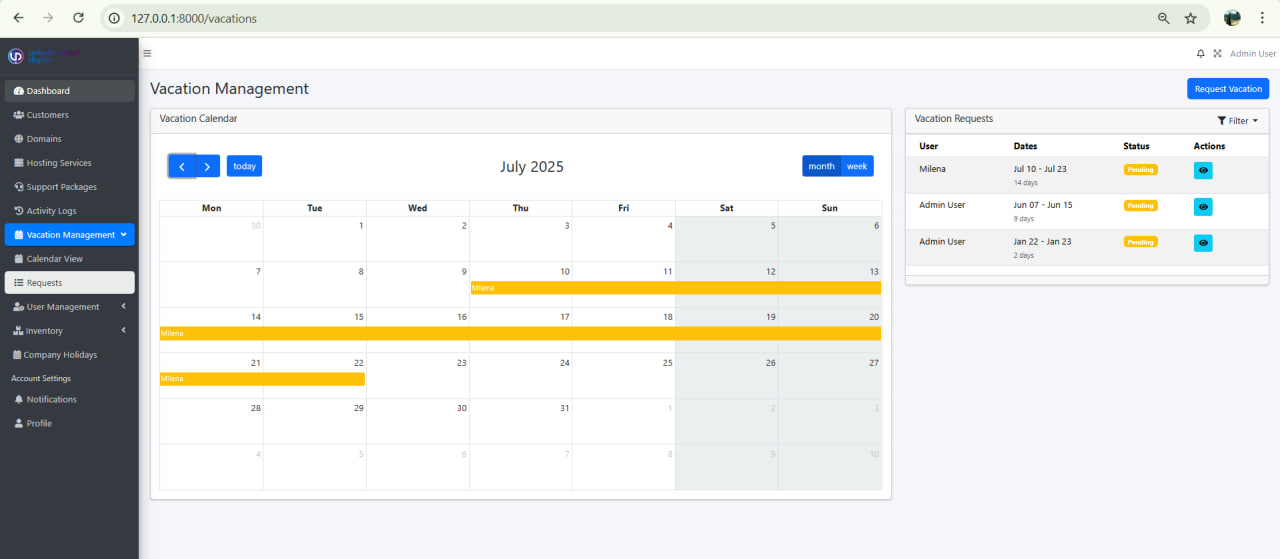 127.0.0.1:8000/vacations
Admin User
Dashboard
Customers
Domains
Hosting Services
Support Packages
Activity Logs
Vacation Management
Calendar View
Requests
User Management
Inventory
Company Holidays
Account Settings
Notifications
Profile
Vacation Management
Request Vacation
Vacation Calendar
today
July 2025
month week
Mon Tue Wed Thu Fri Sat Sun
30 1 2 3 4 5 6
7 8 9 10 11 12 13
Milena
14 15 16 17 18 19 20
Milena
21 22 23 24 25 26 27
Milena
28 29 30 31 1 2 3
4 5 6 7 8 9 10
Vacation Requests
Filter
User Dates Status Actions
Milena Jul 10 - Jul 23 Pending
14 days
Admin User Jun 07 - Jun 15 Pending
9 days
Admin User Jan 22 - Jan 23 Pending
2 days